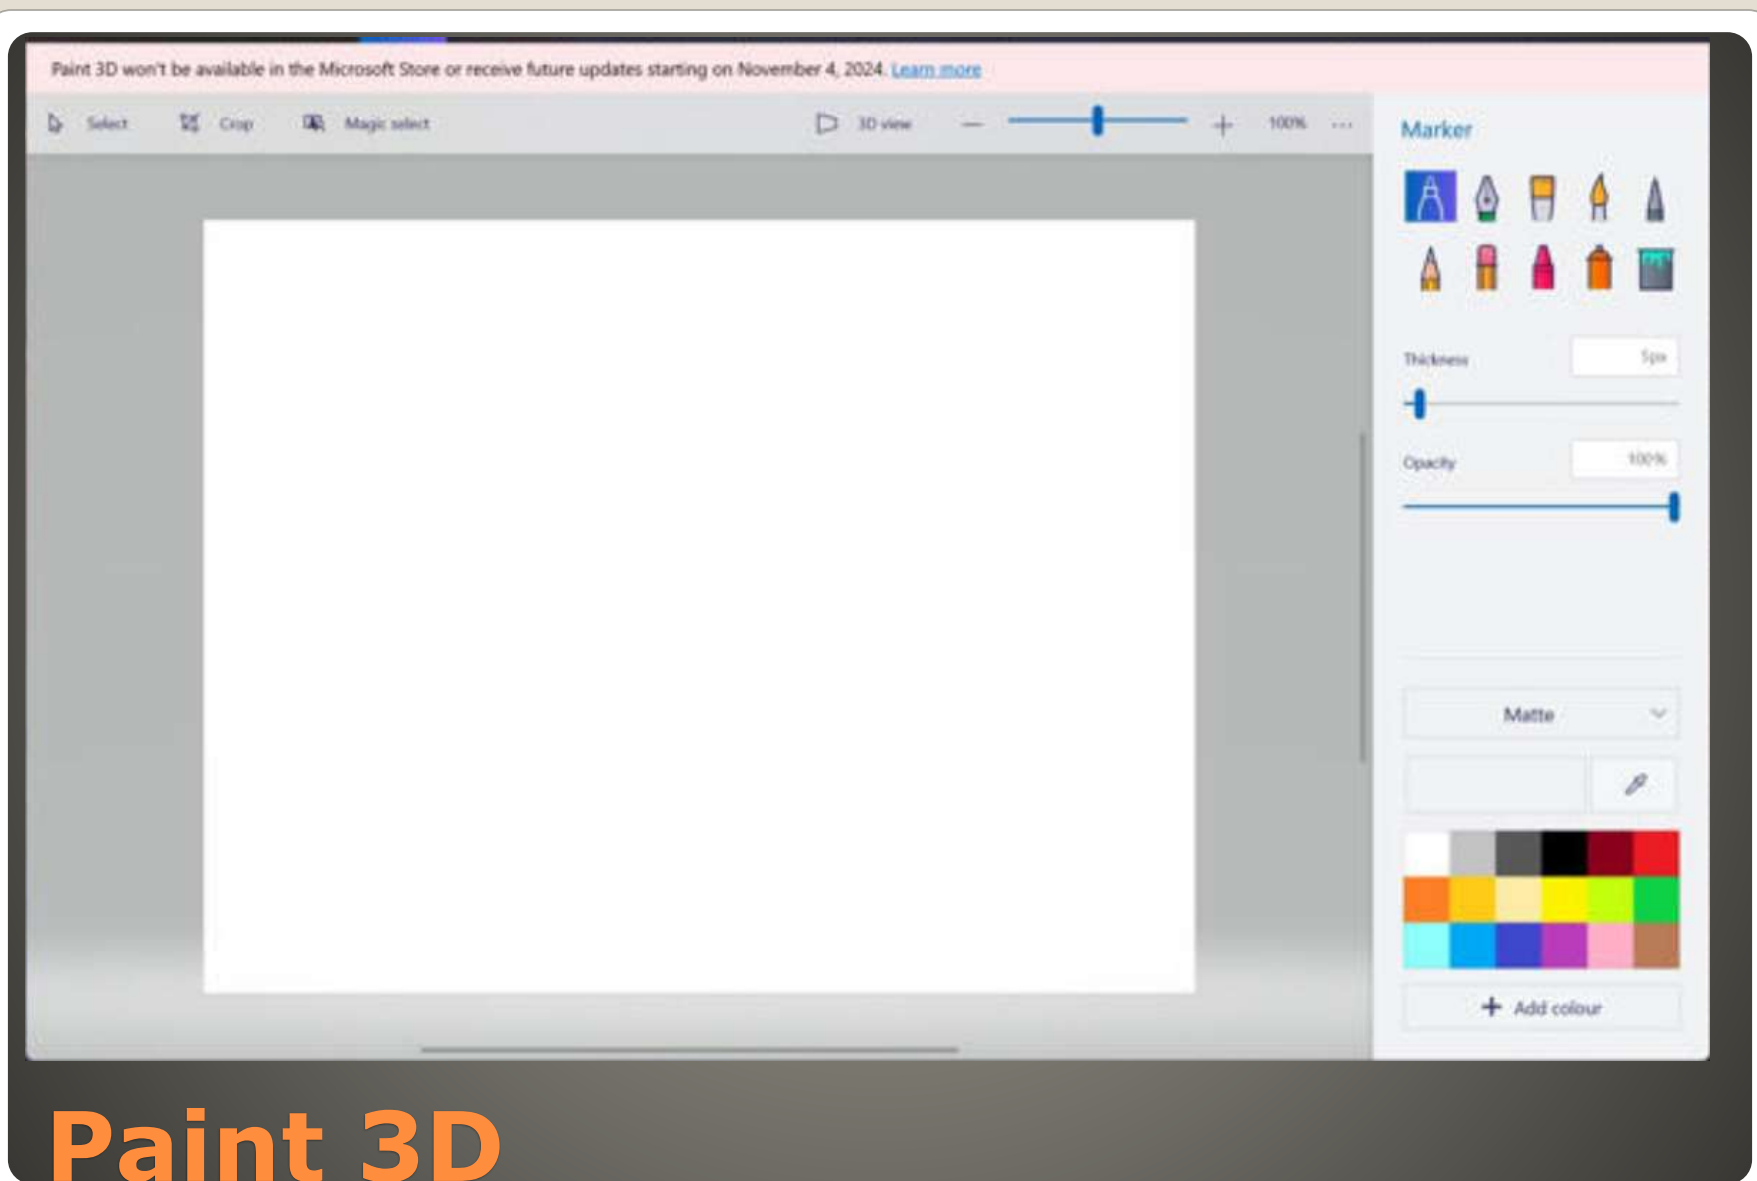 Paint 3D won't be available in the Microsoft Store or receive future updates starting on November 4, 2024. Learn more
Select Crop Magic select 3D view 100%
Marker
Thickness 5px
Opacity 100%
Matte
Add colour
Paint 3D